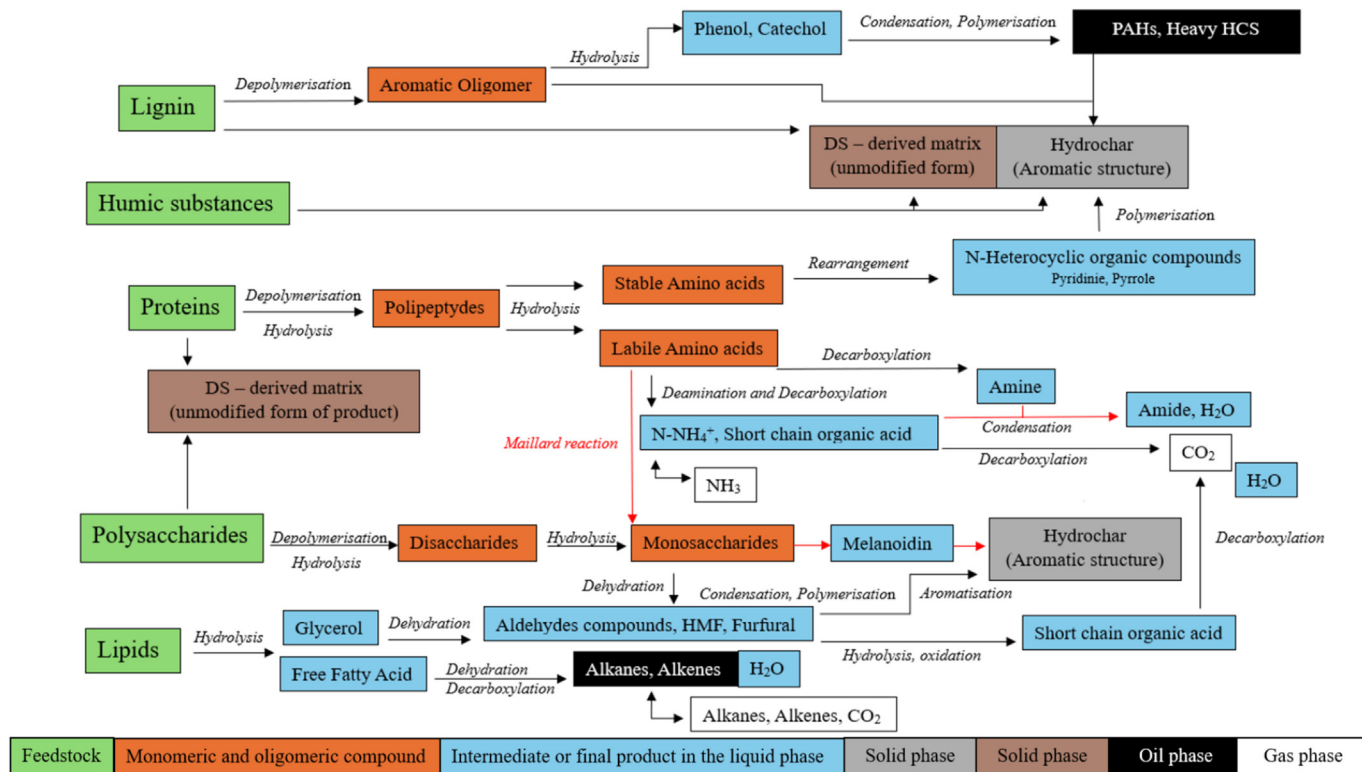 Phenol, Catechol
Condensation, Polymerisation
PAHs, Heavy HCS
Hydrolysis
Depolymerisation
Aromatic Oligomer
Lignin
DS – derived matrix
(unmodified form)
Hydrochar
(Aromatic structure)
Humic substances
Polymerisation
N-Heterocyclic organic compounds
Pyridinie, Pyrrole
Rearrangement
Stable Amino acids
Proteins
Depolymerisation
Hydrolysis
Polipeptydes
Hydrolysis
Labile Amino acids
Decarboxylation
DS – derived matrix
(unmodified form of product)
Deamination and Decarboxylation
Amine
Amide, H₂O
Maillard reaction
N-NH₄⁺, Short chain organic acid
Condensation
Decarboxylation
CO₂
H₂O
NH₃
Polysaccharides
Depolymerisation
Hydrolysis
Disaccharides
Hydrolysis
Monosaccharides
Melanoidin
Hydrochar
(Aromatic structure)
Decarboxylation
Dehydration
Condensation, Polymerisation
Aromatisation
Lipids
Hydrolysis
Glycerol
Dehydration
Aldehydes compounds, HMF, Furfural
Hydrolysis, oxidation
Short chain organic acid
Free Fatty Acid
Dehydration
Decarboxylation
Alkanes, Alkenes
H₂O
Alkanes, Alkenes, CO₂
Feedstock
Monomeric and oligomeric compound
Intermediate or final product in the liquid phase
Solid phase
Solid phase
Oil phase
Gas phase